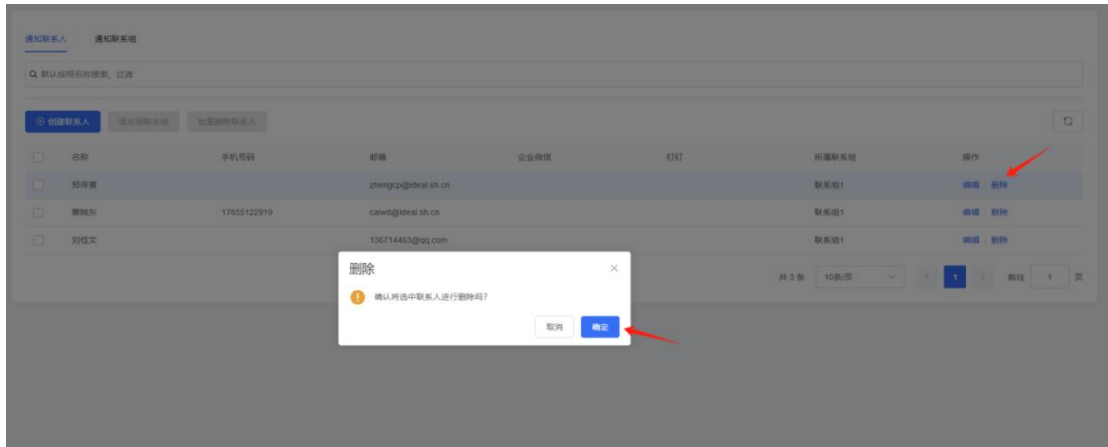 通知联系人 通知联系组
默认按照名称搜索、过滤
创建联系人 添加到联系组 批量删除联系人
名称 手机号码 邮箱 企业微信 钉钉 所属联系组 操作
郑传曾 zhengcp@ideal.sh.cn 联系组1 编辑 删除
蔡晓东 17855122919 caiwd@ideal.sh.cn 联系组1 编辑 删除
刘佳文 136714463@qq.com 联系组1 编辑 删除
共 3 条 10条/页 1 前往 1 页
删除
确认将选中联系人进行删除吗?
取消 确定